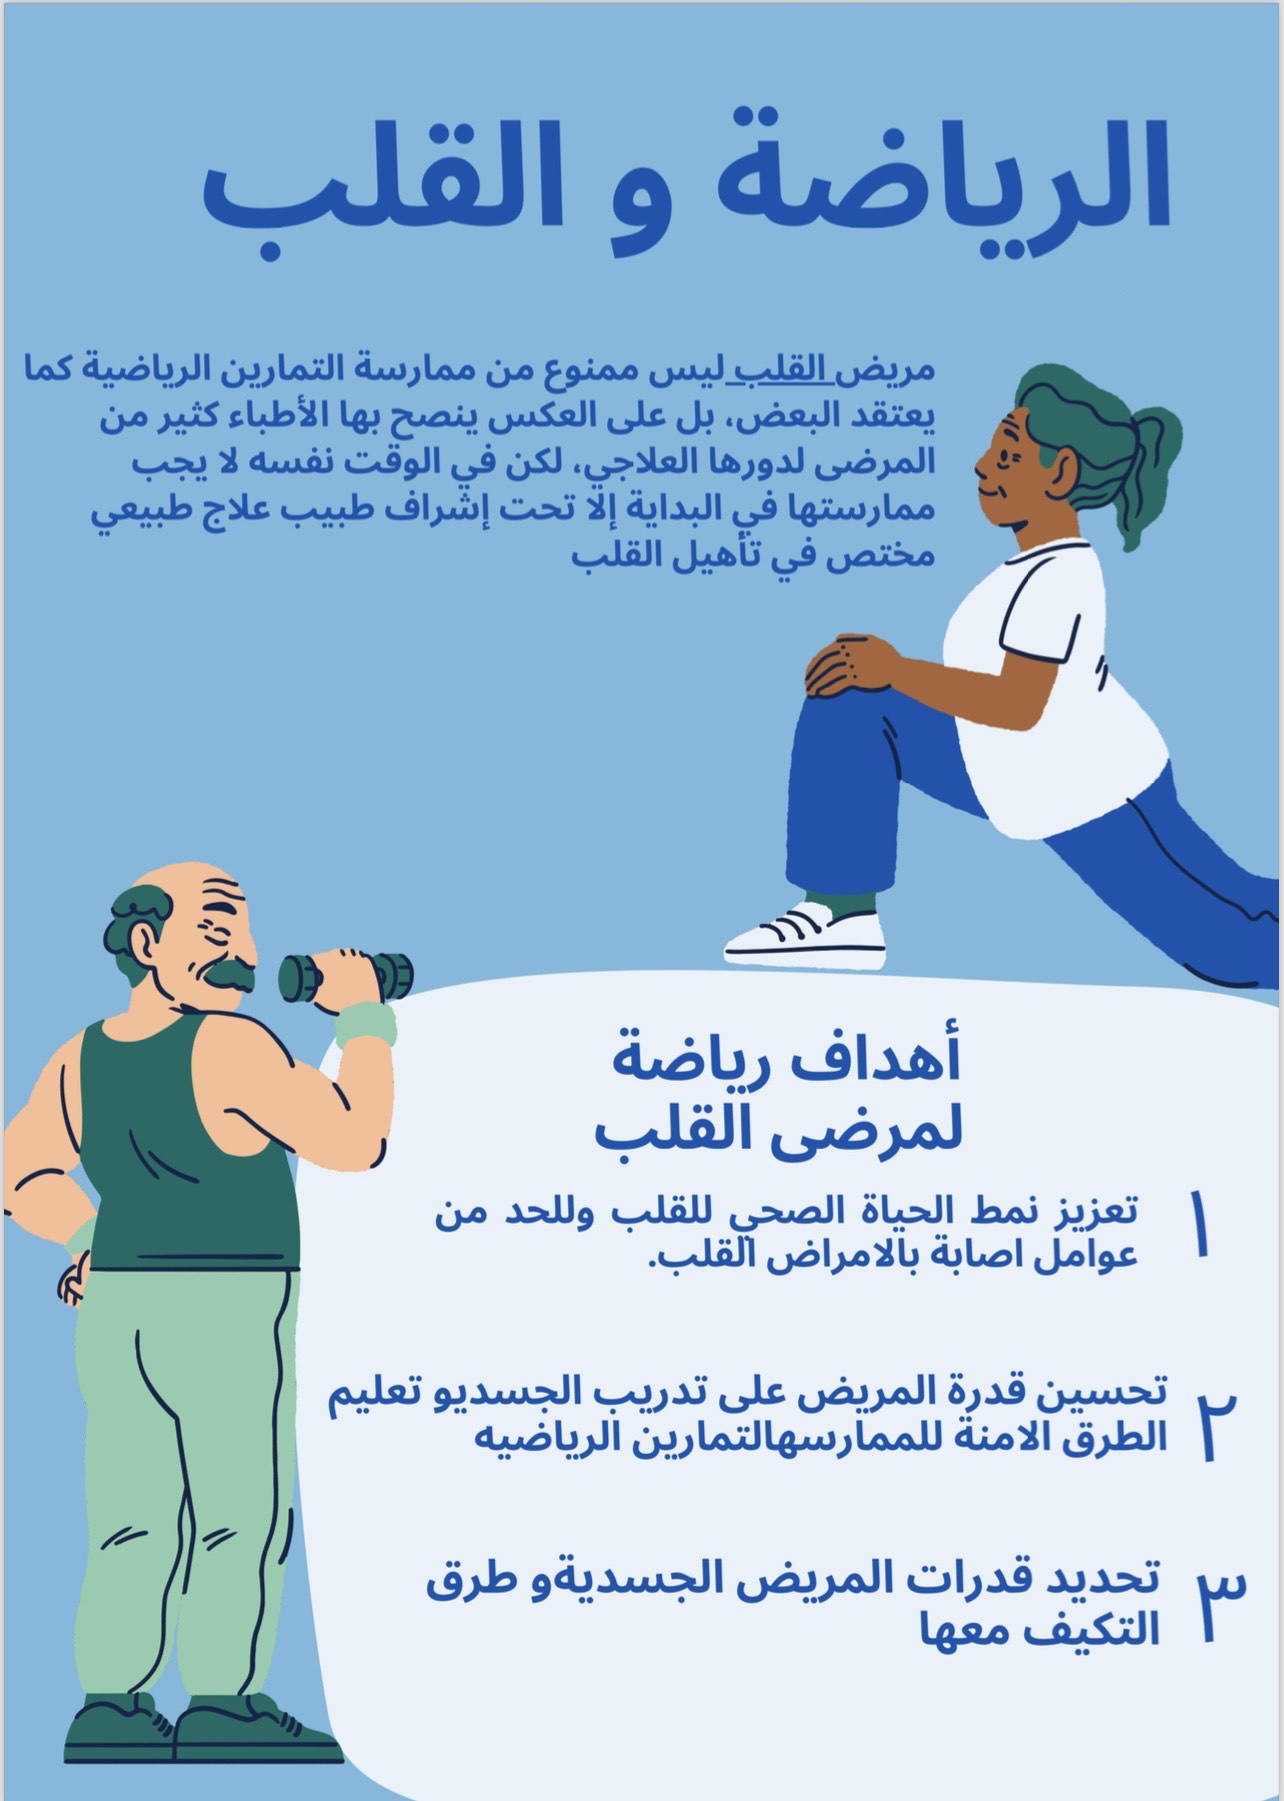 الرياضة و القلب
مريض القلب ليس ممنوع من ممارسة التمارين الرياضية كما
يعتقد البعض، بل على العكس ينصح بها الأطباء كثير من
المرضى لدورها العلاجي، لكن في الوقت نفسه لا يجب
ممارستها في البداية إلا تحت إشراف طبيب علاج طبيعي
مختص في تأهيل القلب
أهداف رياضة
لمرضى القلب
١
تعزيز نمط الحياة الصحي للقلب وللحد من
عوامل اصابة بالامراض القلب.
٢
تحسين قدرة المريض على تدريب الجسديو تعليم
الطرق الامنة للممارسهالتمارين الرياضيه
٣
تحديد قدرات المريض الجسديةو طرق
التكيف معها